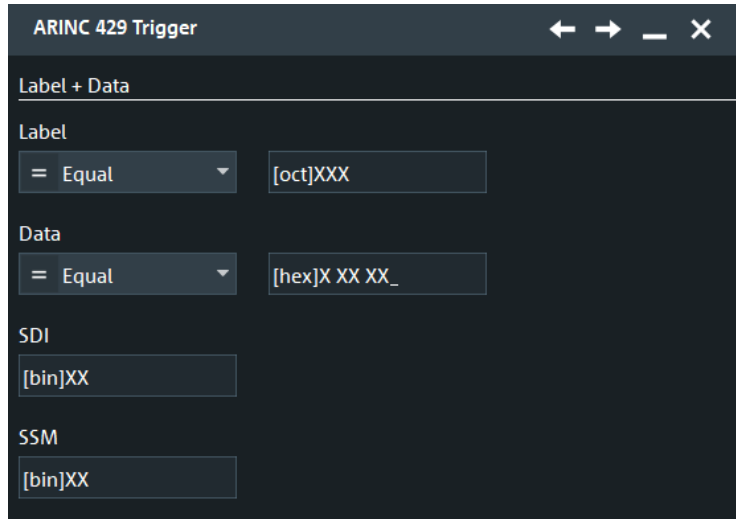 ARINC 429 Trigger
Label + Data
Label
= Equal [oct]XXX
Data
= Equal [hex]X XX XX_
SDI
[bin]XX
SSM
[bin]XX